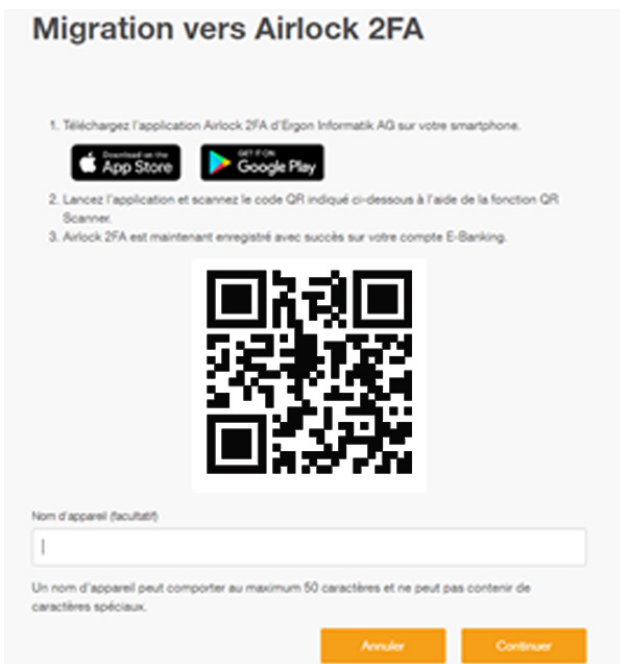 Migration vers Airlock 2FA
1. Téléchargez l'application Airlock 2FA d'Ergon Informatik AG sur votre smartphone.
Download on the
App Store
GET IT ON
Google Play
2. Lancez l'application et scannez le code QR indiqué ci-dessous à l'aide de la fonction QR
Scanner.
3. Airlock 2FA est maintenant enregistré avec succès sur votre compte E-Banking.
Nom d'appareil (facultatif)
Un nom d'appareil peut comporter au maximum 50 caractères et ne peut pas contenir de
caractères spéciaux.
Annuler
Continuer